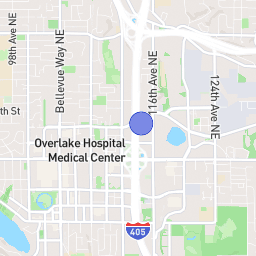 98th Ave NE
Bellevue Way NE
116th Ave NE
124th Ave NE
th St
Overlake Hospital
Medical Center
405